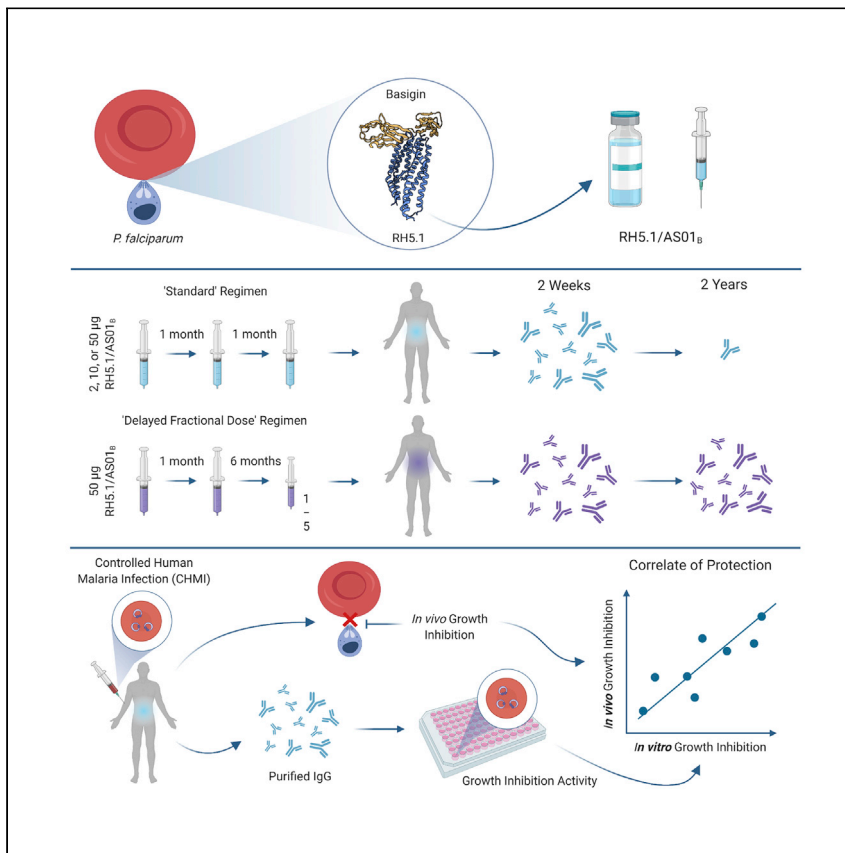 Basigin
P. falciparum
RH5.1
RH5.1/AS01B
'Standard' Regimen
2 Weeks
2 Years
2, 10, or 50 µg
RH5.1/AS01B
1 month
1 month
'Delayed Fractional Dose' Regimen
50 µg
RH5.1/AS01B
1 month
6 months
1
–
5
Controlled Human
Malaria Infection (CHMI)
In vivo Growth
Inhibition
Purified IgG
Growth Inhibition Activity
Correlate of Protection
In vivo Growth Inhibition
In vitro Growth Inhibition